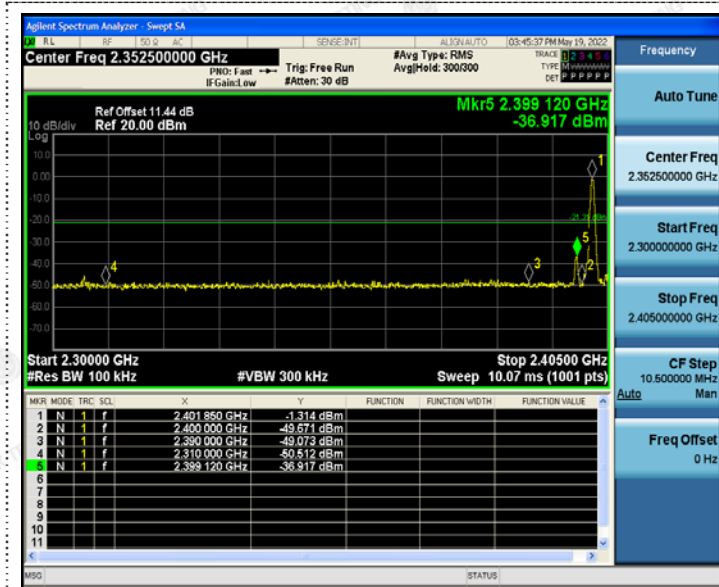 Agilent Spectrum Analyzer - Swept SA
RL RF 50 Ω AC SENSE:INT ALIGN AUTO 03:45:37 PM May 19, 2022
Center Freq 2.352500000 GHz
PNO: Fast
IFGain:Low
Trig: Free Run
#Atten: 30 dB
#Avg Type: RMS
Avg|Hold: 300/300
TRACE 1 2 3 4 5 6
TYPE M
DET P P P P P P
Frequency
Auto Tune
Center Freq
2.352500000 GHz
Start Freq
2.300000000 GHz
Stop Freq
2.405000000 GHz
CF Step
10.500000 MHz
Auto Man
Freq Offset
0 Hz
Ref Offset 11.44 dB
10 dB/div Ref 20.00 dBm
Log
Mkr5 2.399 120 GHz
-36.917 dBm
10.0
0.00
-10.0
-20.0
-30.0
-40.0
-50.0
-60.0
-70.0
1
5
4
3
2
Start 2.30000 GHz Stop 2.40500 GHz
#Res BW 100 kHz #VBW 300 kHz Sweep 10.07 ms (1001 pts)
MKR MODE TRC SCL X Y FUNCTION FUNCTION WIDTH FUNCTION VALUE
1 N 1 f 2.401 850 GHz -1.314 dBm
2 N 1 f 2.400 000 GHz -49.671 dBm
3 N 1 f 2.390 000 GHz -49.073 dBm
4 N 1 f 2.310 000 GHz -50.512 dBm
5 N 1 f 2.399 120 GHz -36.917 dBm
6
7
8
9
10
11
MSG STATUS